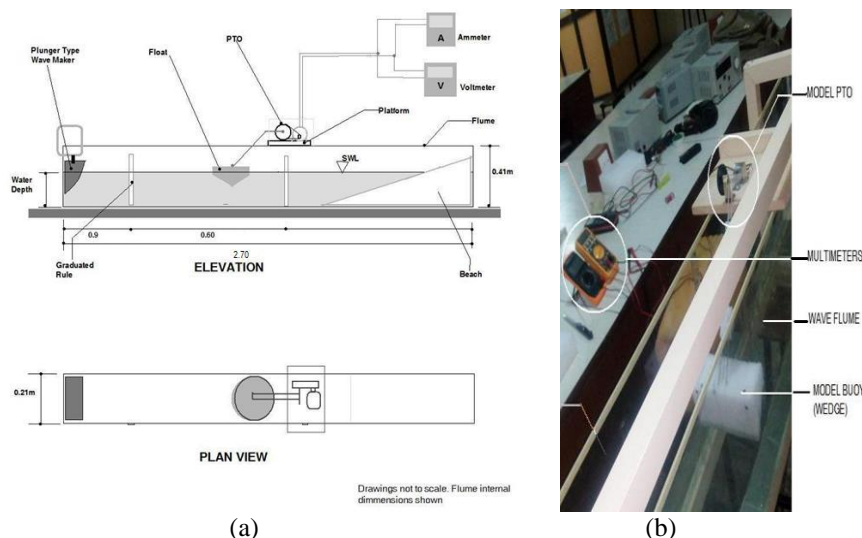 Plunger Type
Wave Maker
Float
PTO
A
Ammeter
V
Voltmeter
Platform
Flume
SWL
Water
Depth
0.41m
0.9
0.60
2.70
Graduated
Rule
ELEVATION
Beach
0.21m
PLAN VIEW
Drawings not to scale. Flume internal
dimmensions shown
(a)
MODEL PTO
MULTIMETERS
WAVE FLUME
MODEL BUOY
(WEDGE)
(b)